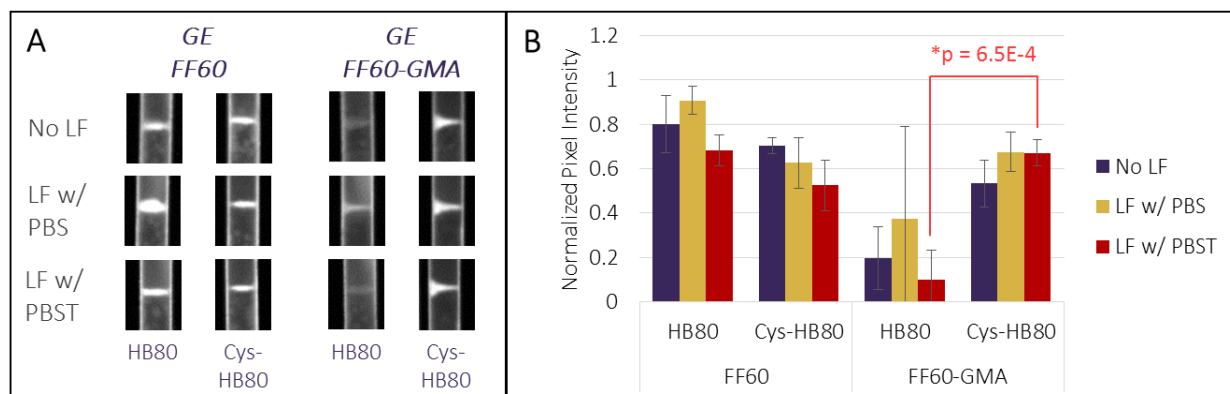 A
GE
FF60
GE
FF60-GMA
No LF
LF w/
PBS
LF w/
PBST
HB80
Cys-
HB80
HB80
Cys-
HB80
B
Normalized Pixel Intensity
1.2
1
0.8
0.6
0.4
0.2
0
*p = 6.5E-4
HB80 Cys-HB80 HB80 Cys-HB80
FF60 FF60-GMA
No LF
LF w/ PBS
LF w/ PBST